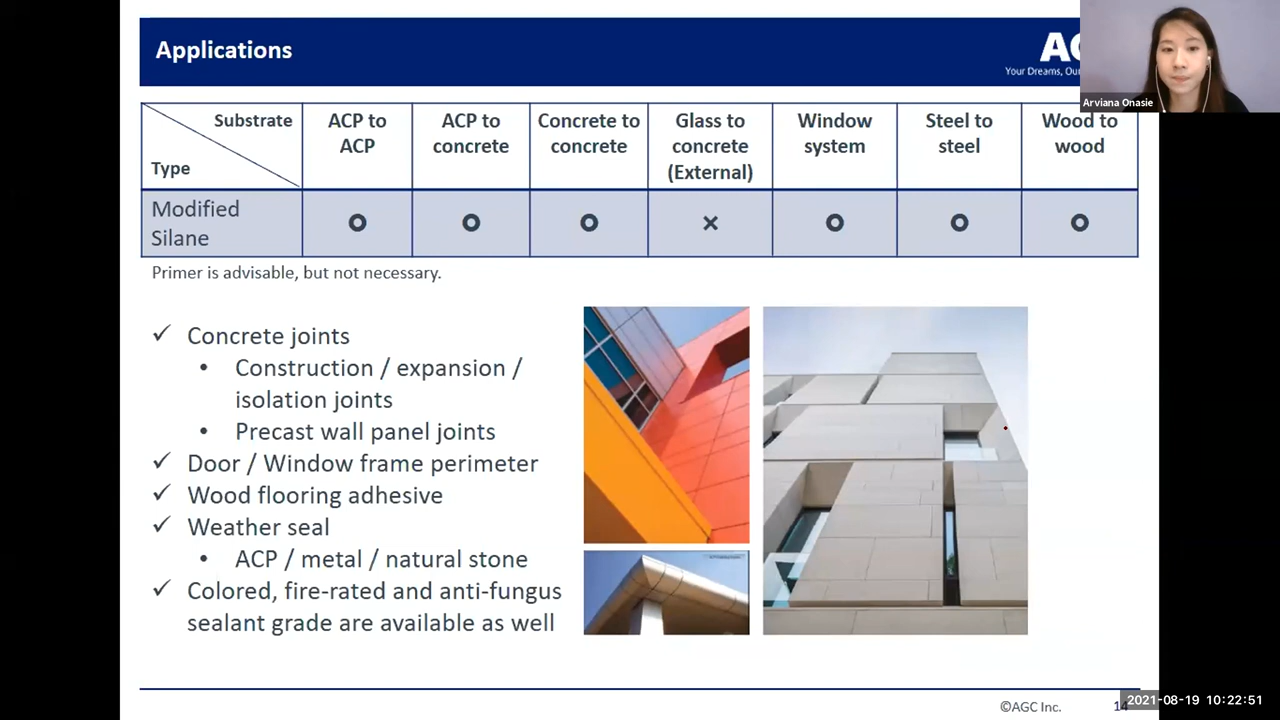 Applications
AG
Your Dreams, Our
Arviana Onasie
Substrate
Type
ACP to
ACP
ACP to
concrete
Concrete to
concrete
Glass to
concrete
(External)
Window
system
Steel to
steel
Wood to
wood
Modified
Silane
O
O
O
×
O
O
O
Primer is advisable, but not necessary.
✓ Concrete joints
• Construction / expansion /
isolation joints
• Precast wall panel joints
✓ Door / Window frame perimeter
✓ Wood flooring adhesive
✓ Weather seal
• ACP / metal / natural stone
✓ Colored, fire-rated and anti-fungus
sealant grade are available as well
©AGC Inc.
14
2021-08-19 10:22:51